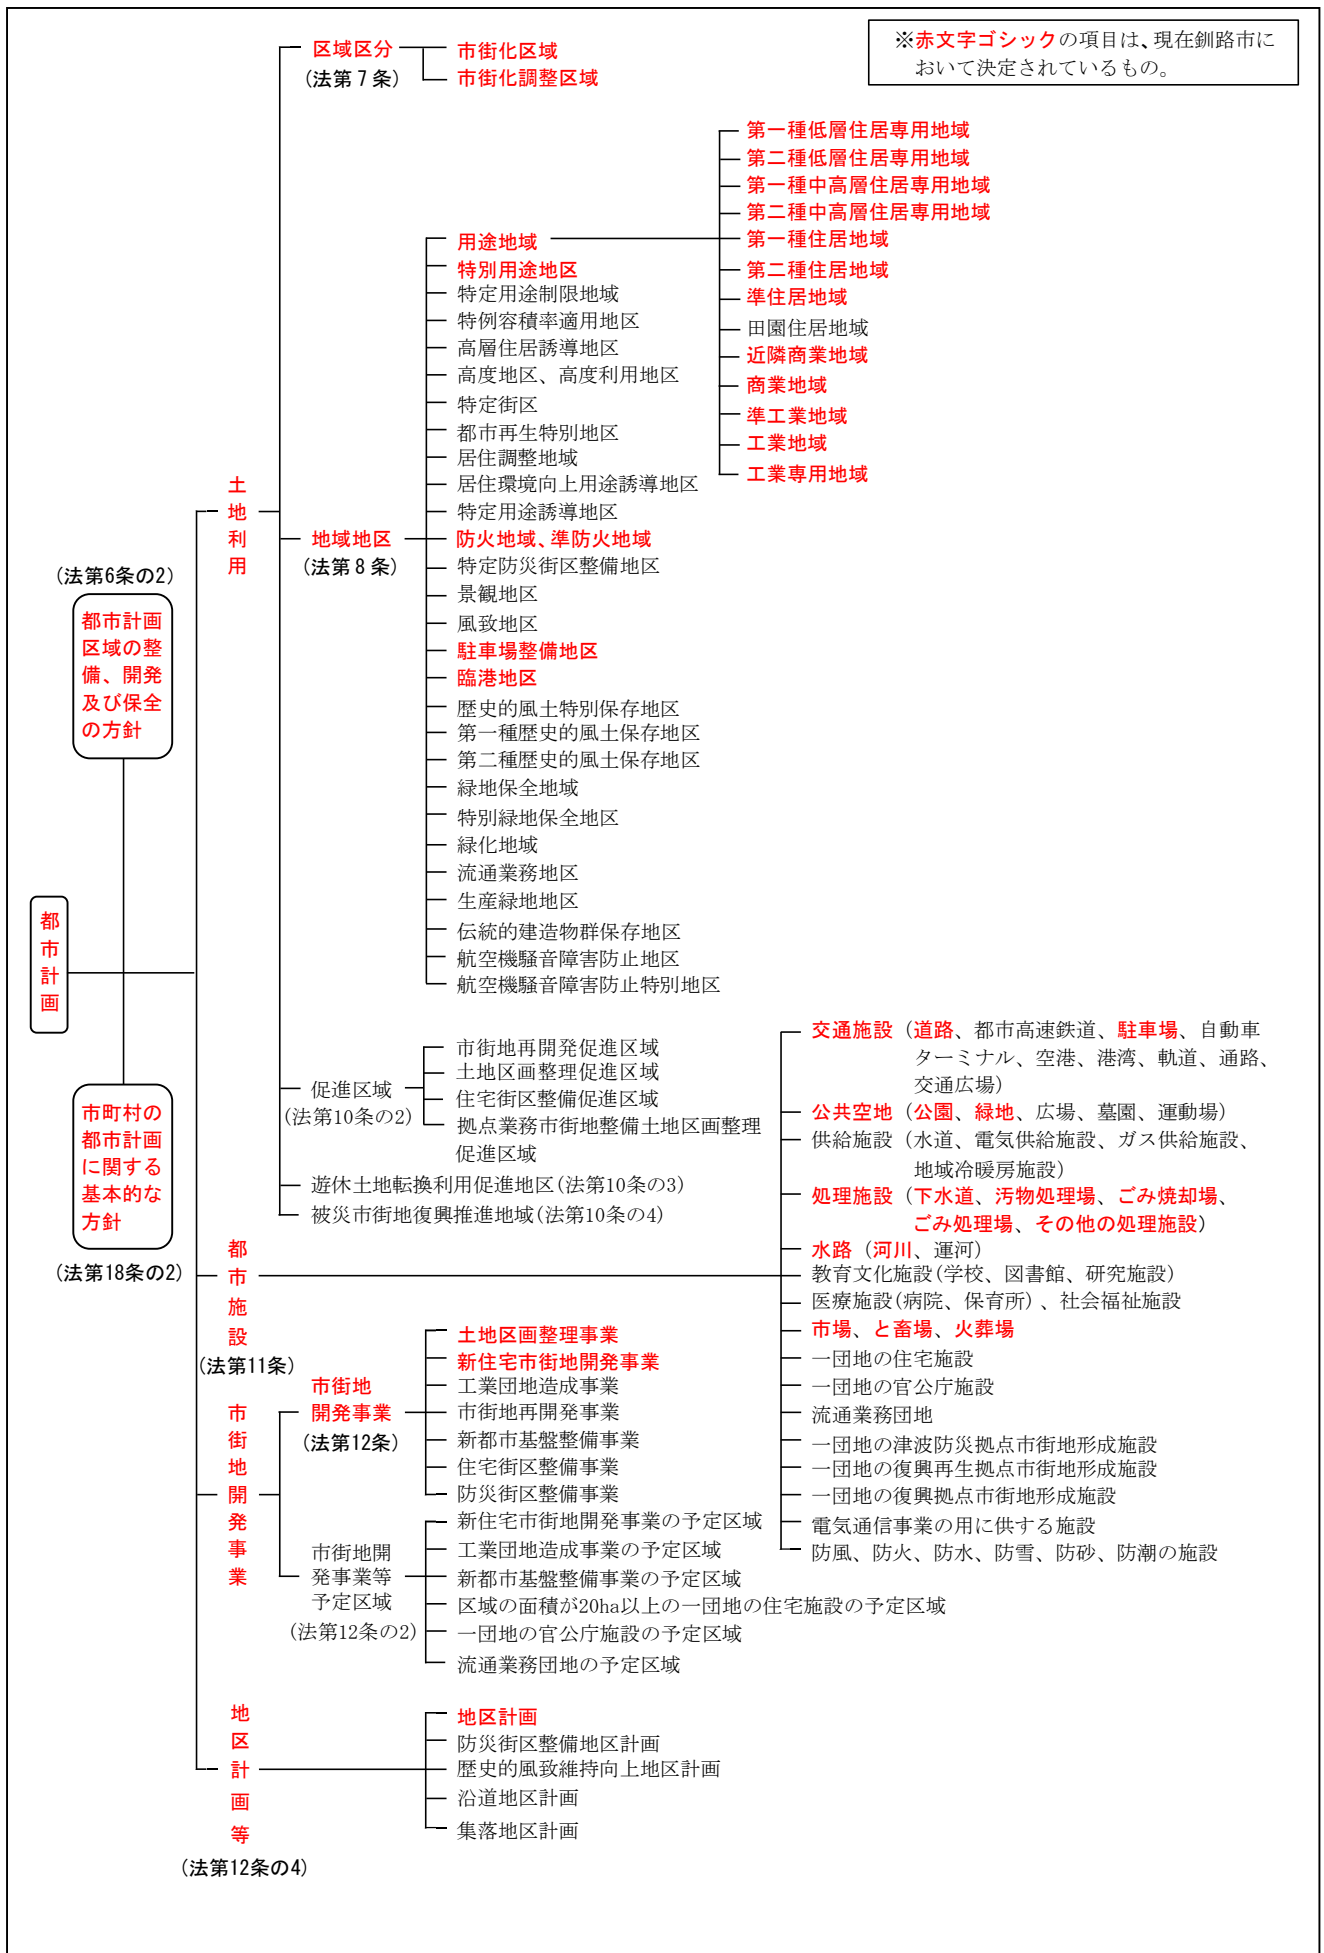 ※赤文字ゴシックの項目は、現在釧路市に
おいて決定されているもの。
都市計画
(法第6条の2)
都市計画
区域の整
備、開発
及び保全
の方針
市町村の
都市計画
に関する
基本的な
方針
(法第18条の2)
土地利用
区域区分
(法第7条)
市街化区域
市街化調整区域
地域地区
(法第8条)
用途地域
第一種低層住居専用地域
第二種低層住居専用地域
第一種中高層住居専用地域
第二種中高層住居専用地域
第一種住居地域
第二種住居地域
準住居地域
田園住居地域
近隣商業地域
商業地域
準工業地域
工業地域
工業専用地域
特別用途地区
特定用途制限地域
特例容積率適用地区
高層住居誘導地区
高度地区、高度利用地区
特定街区
都市再生特別地区
居住調整地域
居住環境向上用途誘導地区
特定用途誘導地区
防火地域、準防火地域
特定防災街区整備地区
景観地区
風致地区
駐車場整備地区
臨港地区
歴史的風土特別保存地区
第一種歴史的風土保存地区
第二種歴史的風土保存地区
緑地保全地域
特別緑地保全地区
緑化地域
流通業務地区
生産緑地地区
伝統的建造物群保存地区
航空機騒音障害防止地区
航空機騒音障害防止特別地区
促進区域
(法第10条の2)
市街地再開発促進区域
土地区画整理促進区域
住宅街区整備促進区域
拠点業務市街地整備土地区画整理
促進区域
遊休土地転換利用促進地区(法第10条の3)
被災市街地復興推進地域(法第10条の4)
都市施設
(法第11条)
交通施設（道路、都市高速鉄道、駐車場、自動車
ターミナル、空港、港湾、軌道、通路、
交通広場)
公共空地（公園、緑地、広場、墓園、運動場)
供給施設（水道、電気供給施設、ガス供給施設、
地域冷暖房施設)
処理施設（下水道、汚物処理場、ごみ焼却場、
ごみ処理場、その他の処理施設)
水路（河川、運河)
教育文化施設(学校、図書館、研究施設)
医療施設(病院、保育所)、社会福祉施設
市場、と畜場、火葬場
一団地の住宅施設
一団地の官公庁施設
流通業務団地
一団地の津波防災拠点市街地形成施設
一団地の復興再生拠点市街地形成施設
一団地の復興拠点市街地形成施設
電気通信事業の用に供する施設
防風、防火、防水、防雪、防砂、防潮の施設
市街地開発事業
市街地
開発事業
(法第12条)
土地区画整理事業
新住宅市街地開発事業
工業団地造成事業
市街地再開発事業
新都市基盤整備事業
住宅街区整備事業
防災街区整備事業
市街地開
発事業等
予定区域
(法第12条の2)
新住宅市街地開発事業の予定区域
工業団地造成事業の予定区域
新都市基盤整備事業の予定区域
区域の面積が20ha以上の一団地の住宅施設の予定区域
一団地の官公庁施設の予定区域
流通業務団地の予定区域
地区計画等
(法第12条の4)
地区計画
防災街区整備地区計画
歴史的風致維持向上地区計画
沿道地区計画
集落地区計画